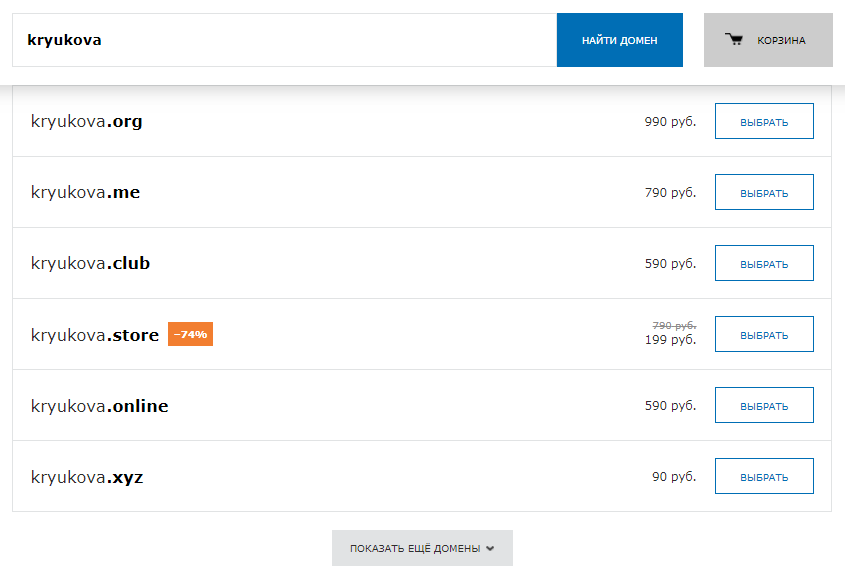 kryukova НАЙТИ ДОМЕН КОРЗИНА
kryukova.org 990 руб. ВЫБРАТЬ
kryukova.me 790 руб. ВЫБРАТЬ
kryukova.club 590 руб. ВЫБРАТЬ
790 руб.
kryukova.store –74% 199 руб. ВЫБРАТЬ
kryukova.online 590 руб. ВЫБРАТЬ
kryukova.xyz 90 руб. ВЫБРАТЬ
ПОКАЗАТЬ ЕЩЁ ДОМЕНЫ